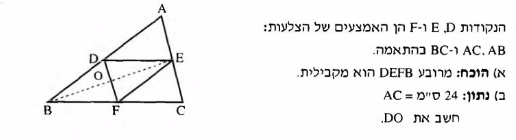 הנקודות E ,D ו-F הן האמצעים של הצלעות:
AC, AB ו-BC בהתאמה.
א) הוכח: מרובע DEFB הוא מקבילית.
ב) נתון: 24 ס״מ = AC
חשב את DO.
A
D
E
O
B
F
C